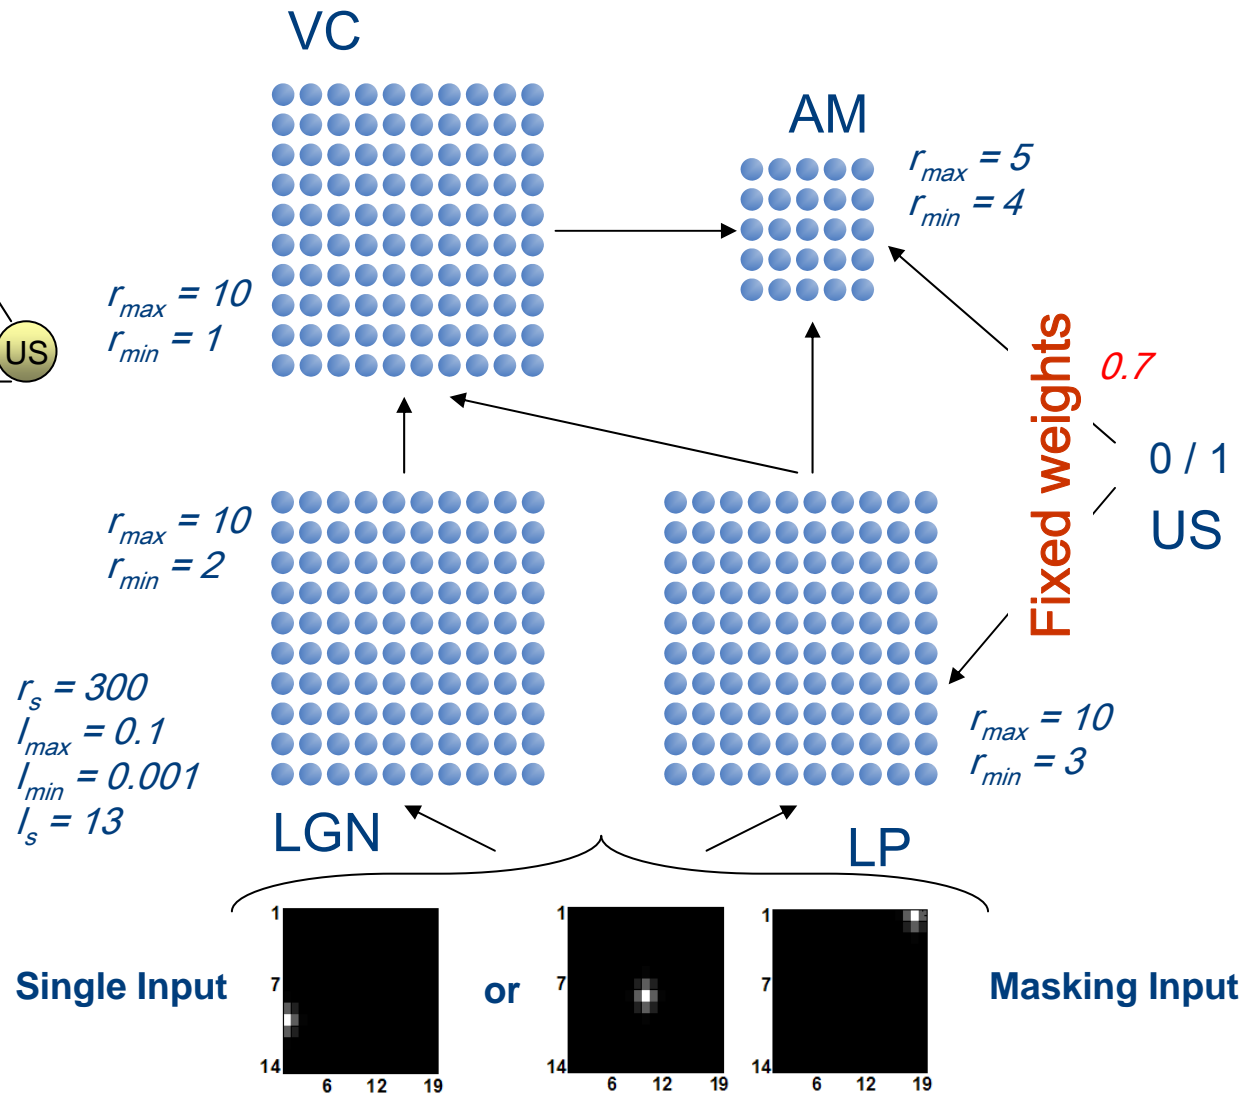 VC
AM
r_max = 5
r_min = 4
r_max = 10
r_min = 1
US
Fixed weights
0.7
0 / 1
US
r_max = 10
r_min = 2
r_s = 300
l_max = 0.1
l_min = 0.001
l_s = 13
r_max = 10
r_min = 3
LGN
LP
Single Input
1
7
14
6 12 19
or
1
7
14
6 12 19
1
7
14
6 12 19
Masking Input